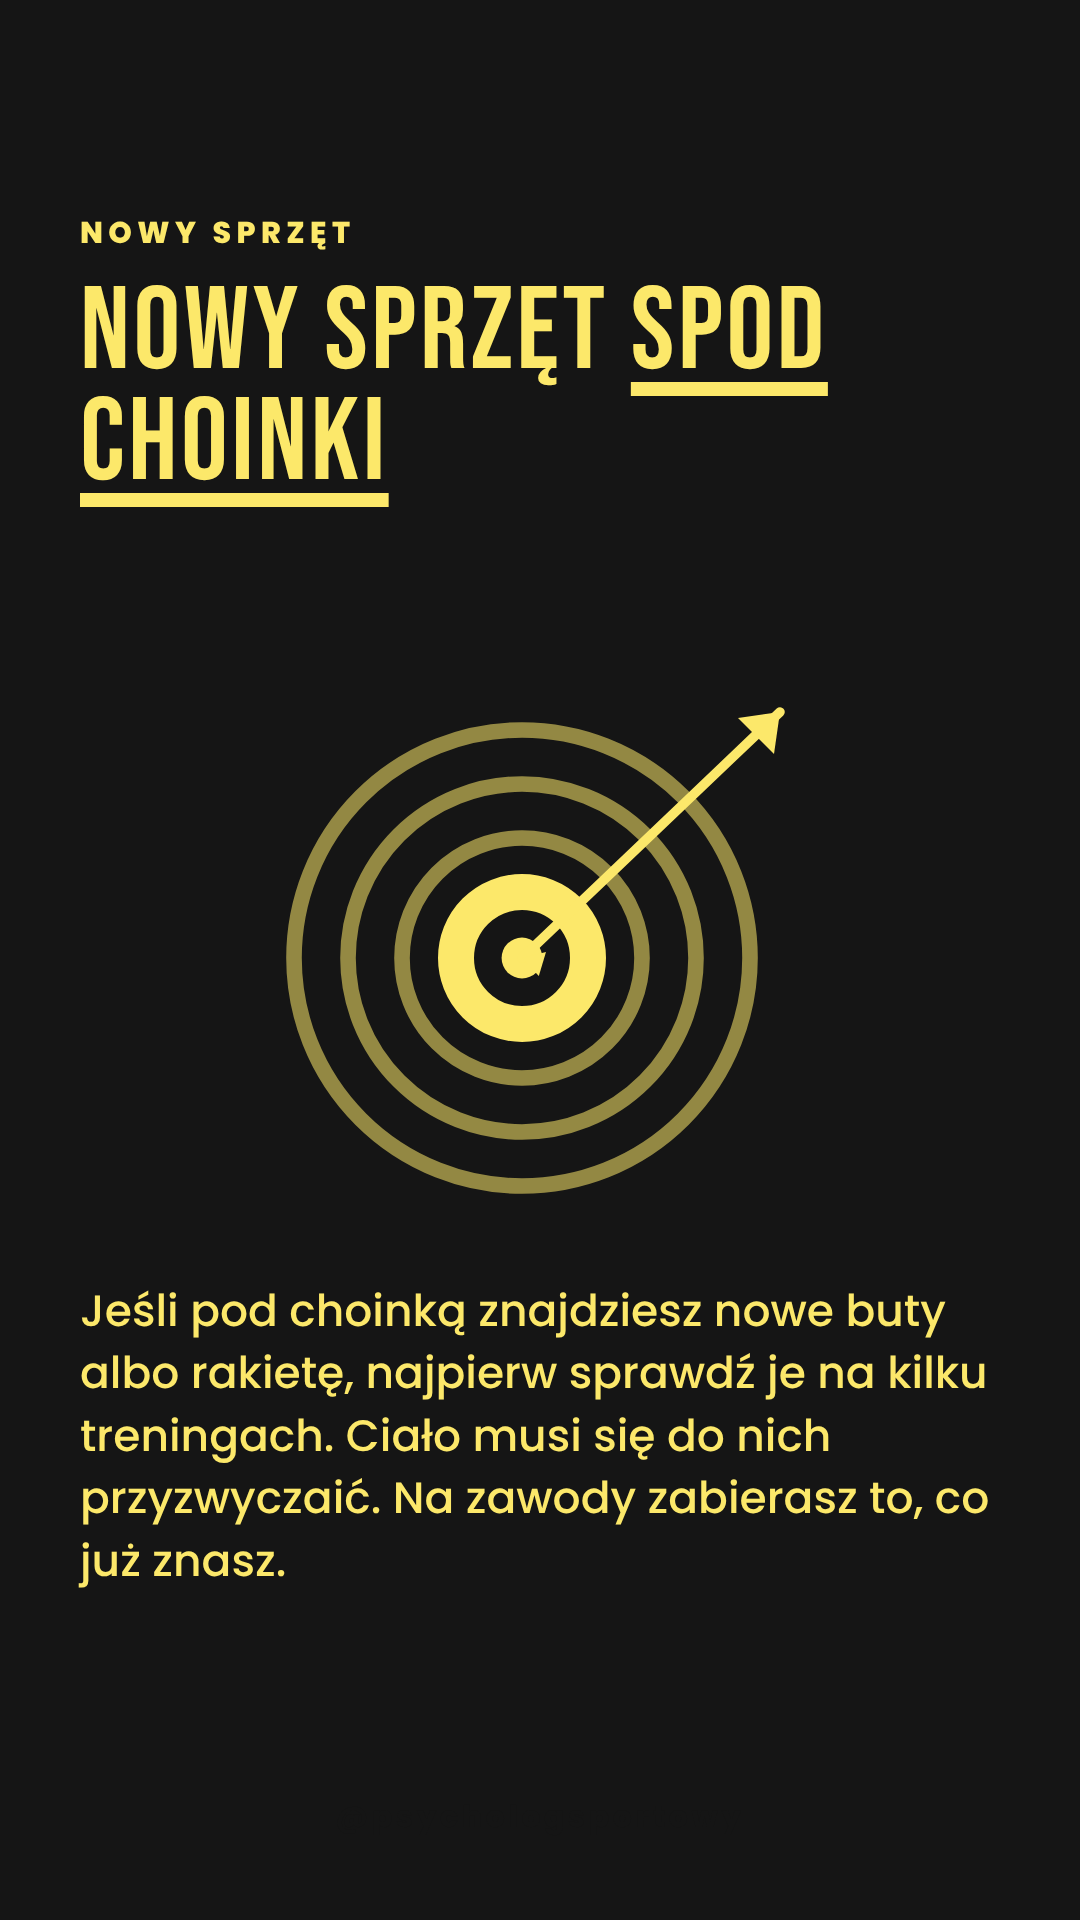 NOWY SPRZĘT
NOWY SPRZĘT SPOD
CHOINKI
Jeśli pod choinką znajdziesz nowe buty
albo rakietę, najpierw sprawdź je na kilku
treningach. Ciało musi się do nich
przyzwyczaić. Na zawody zabierasz to, co
już znasz.